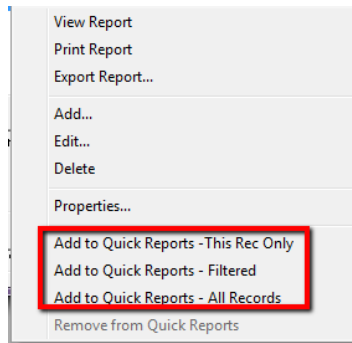 View Report
Print Report
Export Report...
Add...
Edit...
Delete
Properties...
Add to Quick Reports -This Rec Only
Add to Quick Reports - Filtered
Add to Quick Reports - All Records
Remove from Quick Reports